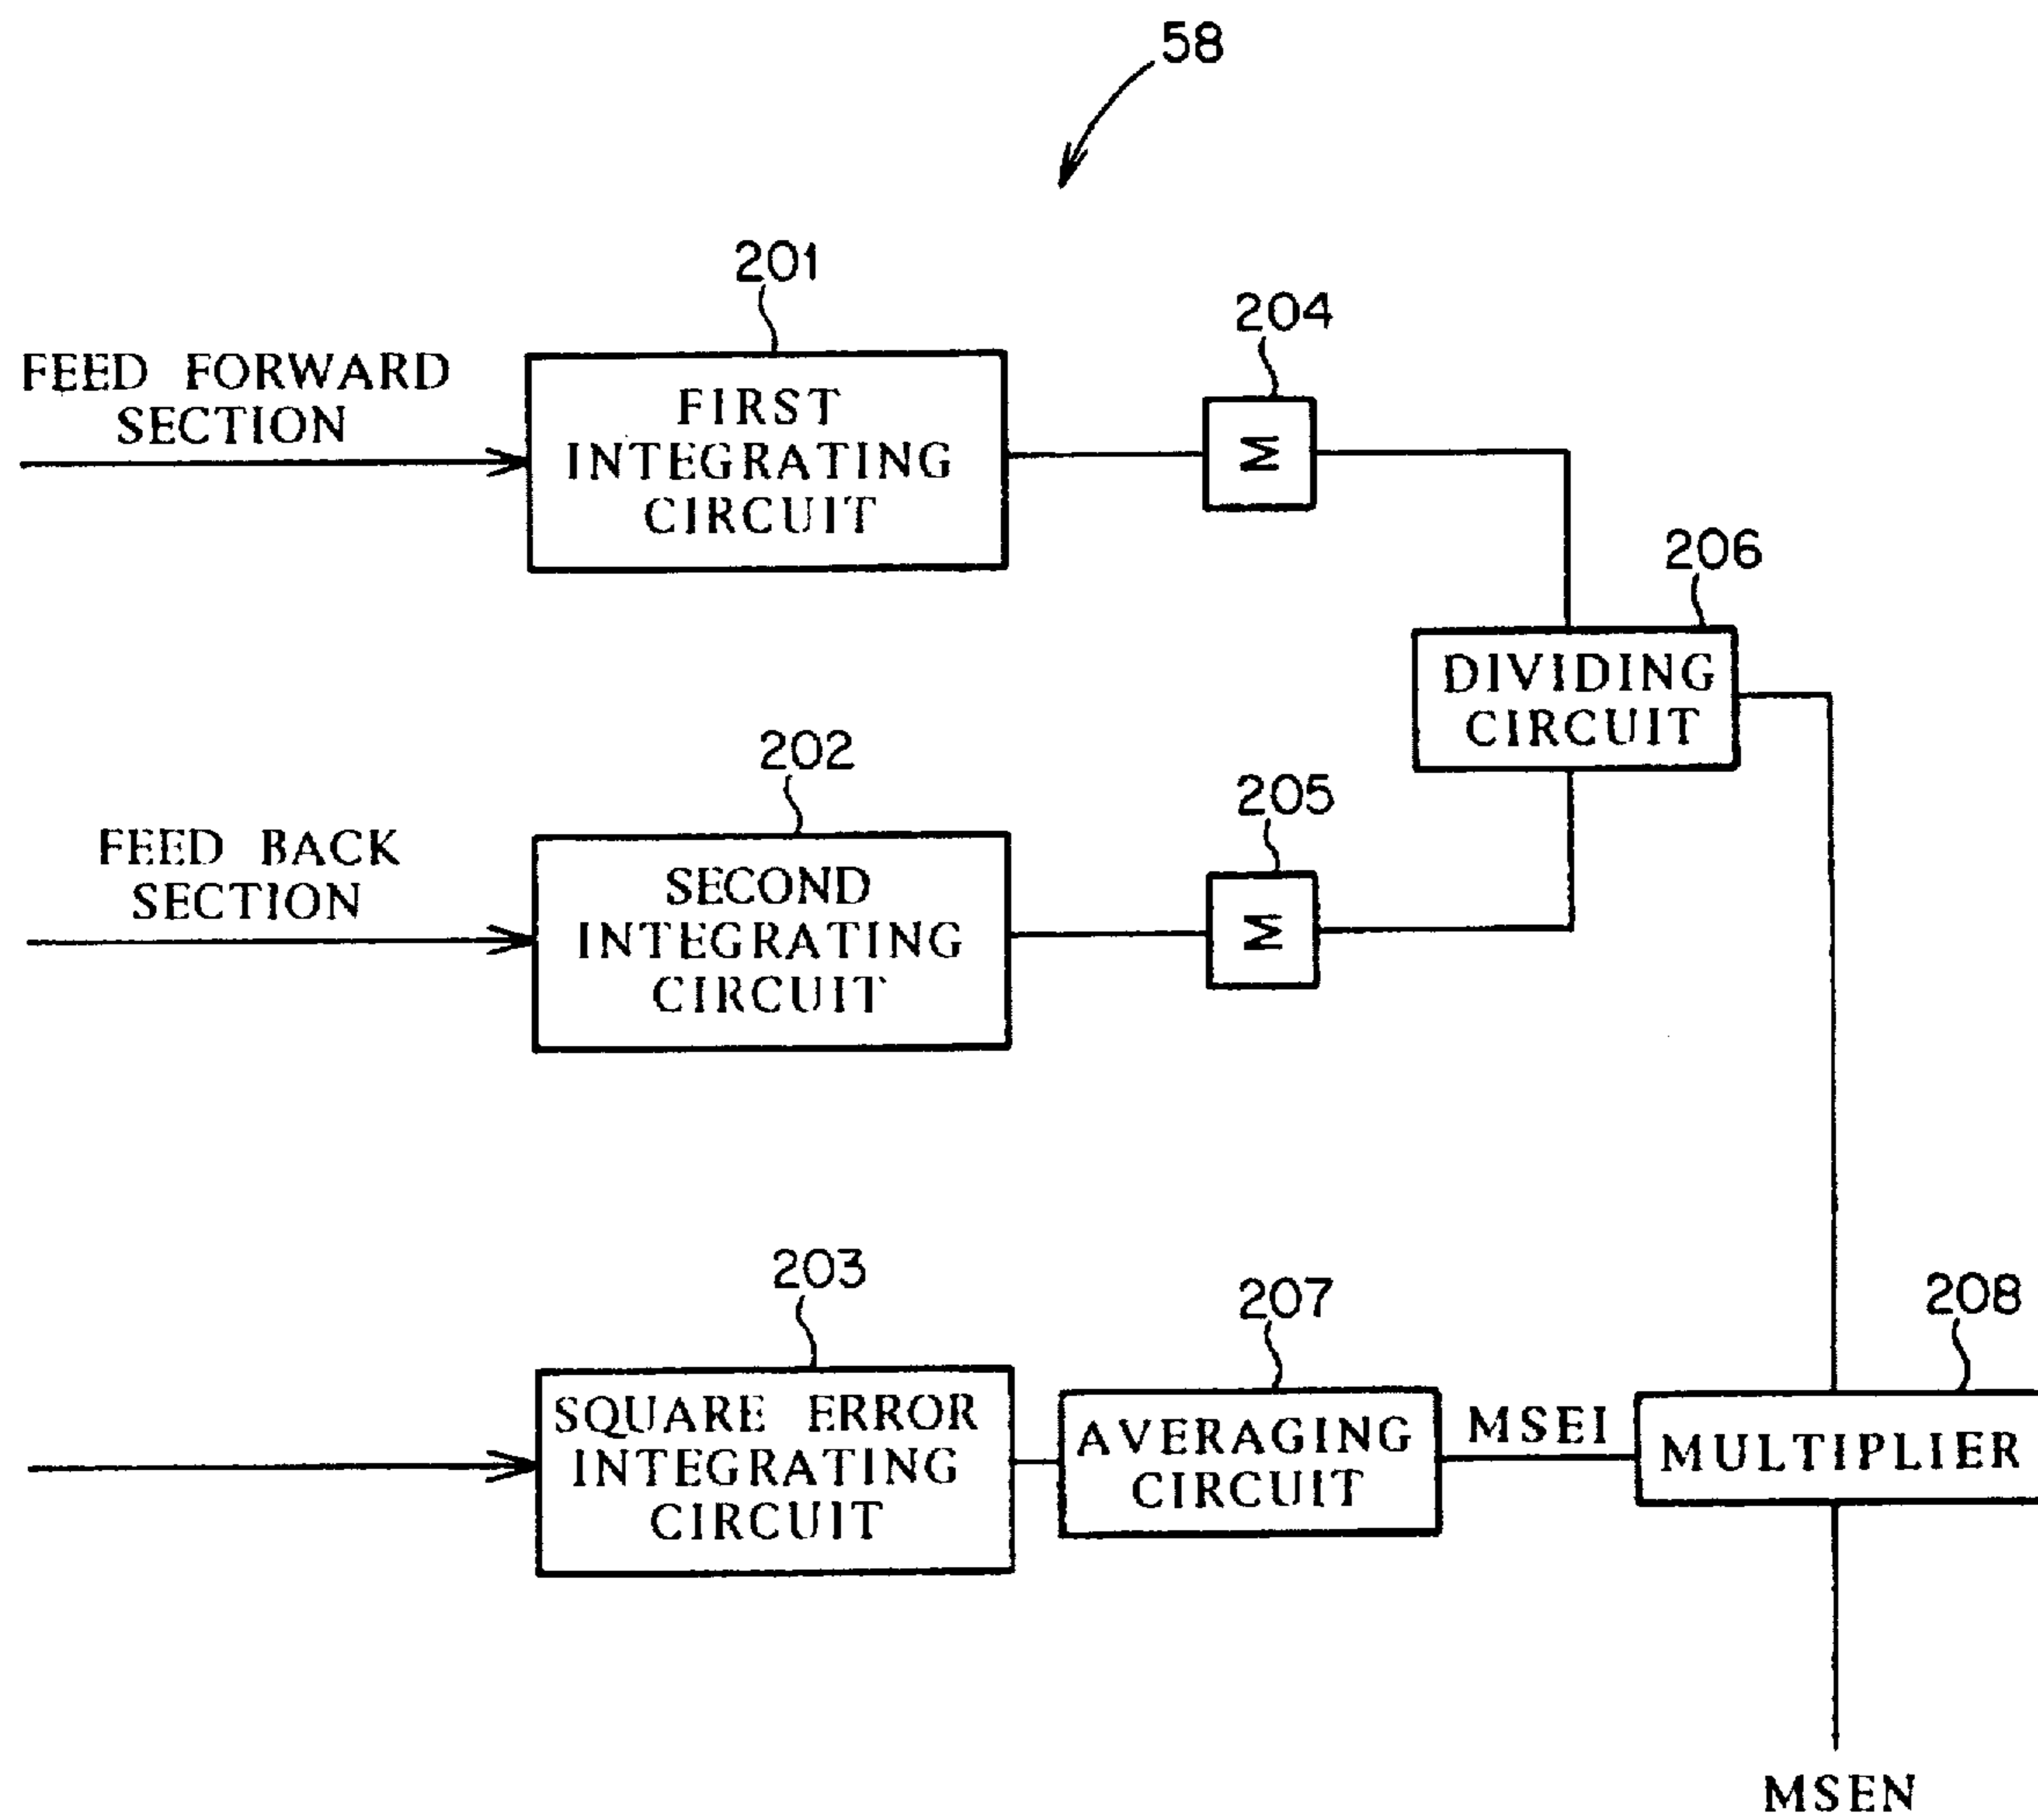 58
201
204
FEED FORWARD
SECTION
FIRST
INTEGRATING
CIRCUIT
M
206
DIVIDING
CIRCUIT
202
205
FEED BACK
SECTION
SECOND
INTEGRATING
CIRCUIT
M
203
207
208
SQUARE ERROR
INTEGRATING
CIRCUIT
AVERAGING
CIRCUIT
MSEI
MULTIPLIER
MSEN